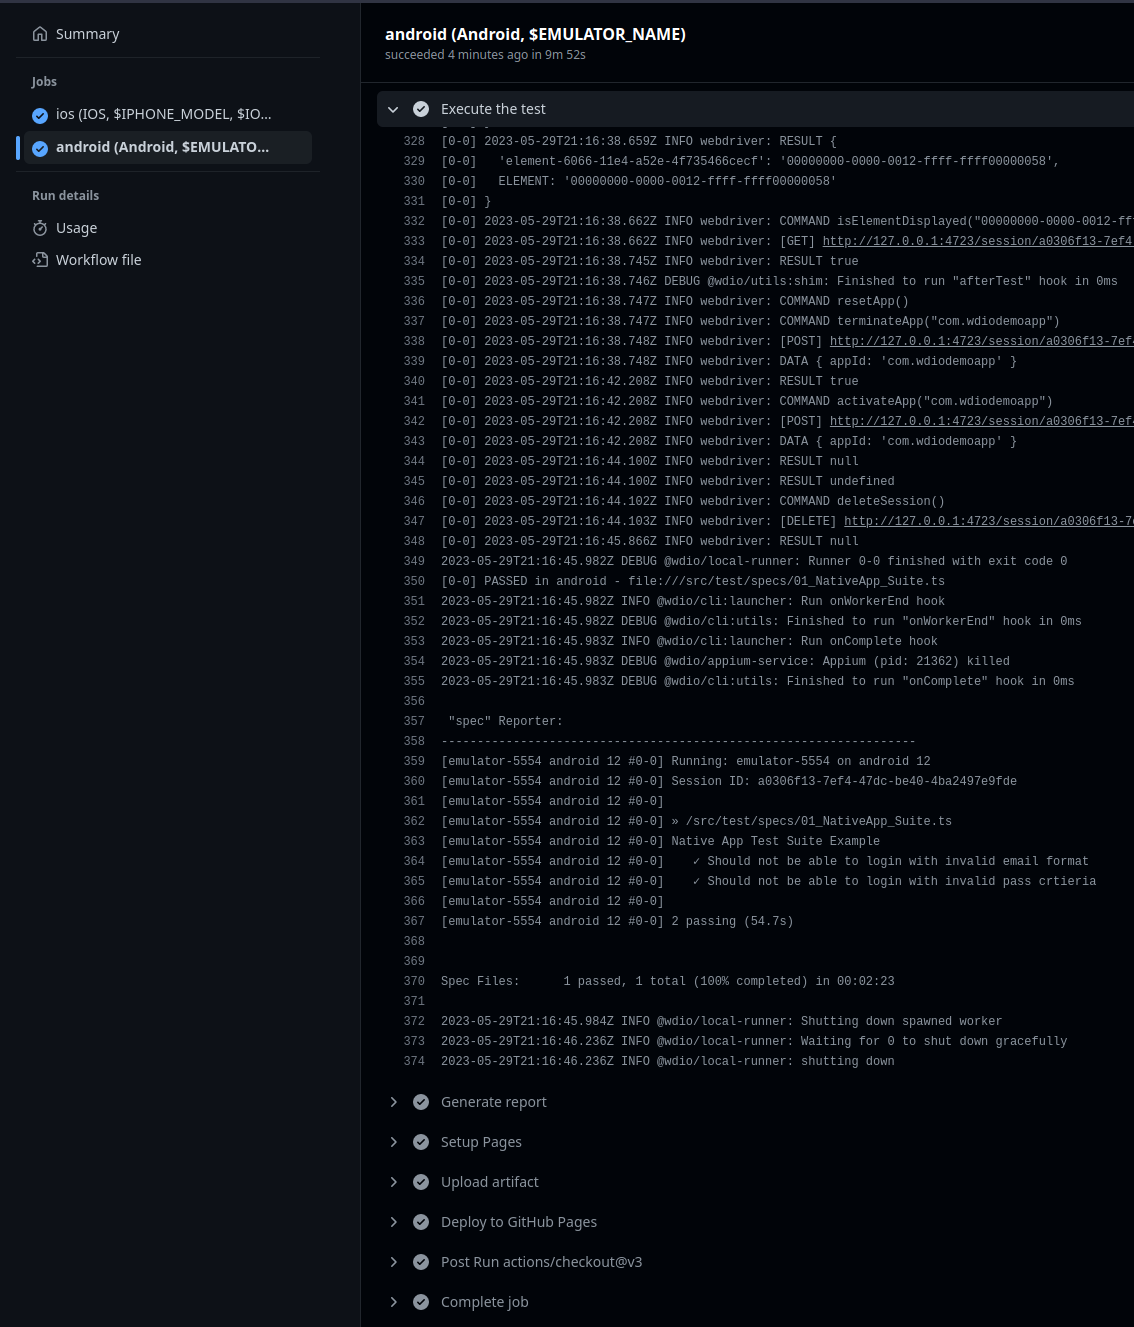 Summary
Jobs
ios (IOS, $IPHONE_MODEL, $IO...
android (Android, $EMULATO...
Run details
Usage
Workflow file
android (Android, $EMULATOR_NAME)
succeeded 4 minutes ago in 9m 52s
Execute the test
328 [0-0] 2023-05-29T21:16:38.659Z INFO webdriver: RESULT {
329 [0-0]   'element-6066-11e4-a52e-4f735466cecf': '00000000-0000-0012-ffff-ffff00000058',
330 [0-0]   ELEMENT: '00000000-0000-0012-ffff-ffff00000058'
331 [0-0] }
332 [0-0] 2023-05-29T21:16:38.662Z INFO webdriver: COMMAND isElementDisplayed("00000000-0000-0012-fff
333 [0-0] 2023-05-29T21:16:38.662Z INFO webdriver: [GET] http://127.0.0.1:4723/session/a0306f13-7ef4
334 [0-0] 2023-05-29T21:16:38.745Z INFO webdriver: RESULT true
335 [0-0] 2023-05-29T21:16:38.746Z DEBUG @wdio/utils:shim: Finished to run "afterTest" hook in 0ms
336 [0-0] 2023-05-29T21:16:38.747Z INFO webdriver: COMMAND resetApp()
337 [0-0] 2023-05-29T21:16:38.747Z INFO webdriver: COMMAND terminateApp("com.wdiodemoapp")
338 [0-0] 2023-05-29T21:16:38.748Z INFO webdriver: [POST] http://127.0.0.1:4723/session/a0306f13-7ef4
339 [0-0] 2023-05-29T21:16:38.748Z INFO webdriver: DATA { appId: 'com.wdiodemoapp' }
340 [0-0] 2023-05-29T21:16:42.208Z INFO webdriver: RESULT true
341 [0-0] 2023-05-29T21:16:42.208Z INFO webdriver: COMMAND activateApp("com.wdiodemoapp")
342 [0-0] 2023-05-29T21:16:42.208Z INFO webdriver: [POST] http://127.0.0.1:4723/session/a0306f13-7ef4
343 [0-0] 2023-05-29T21:16:42.208Z INFO webdriver: DATA { appId: 'com.wdiodemoapp' }
344 [0-0] 2023-05-29T21:16:44.100Z INFO webdriver: RESULT null
345 [0-0] 2023-05-29T21:16:44.100Z INFO webdriver: RESULT undefined
346 [0-0] 2023-05-29T21:16:44.102Z INFO webdriver: COMMAND deleteSession()
347 [0-0] 2023-05-29T21:16:44.103Z INFO webdriver: [DELETE] http://127.0.0.1:4723/session/a0306f13-7e
348 [0-0] 2023-05-29T21:16:45.866Z INFO webdriver: RESULT null
349 2023-05-29T21:16:45.982Z DEBUG @wdio/local-runner: Runner 0-0 finished with exit code 0
350 [0-0] PASSED in android - file:///src/test/specs/01_NativeApp_Suite.ts
351 2023-05-29T21:16:45.982Z INFO @wdio/cli:launcher: Run onWorkerEnd hook
352 2023-05-29T21:16:45.982Z DEBUG @wdio/cli:utils: Finished to run "onWorkerEnd" hook in 0ms
353 2023-05-29T21:16:45.983Z INFO @wdio/cli:launcher: Run onComplete hook
354 2023-05-29T21:16:45.983Z DEBUG @wdio/appium-service: Appium (pid: 21362) killed
355 2023-05-29T21:16:45.983Z DEBUG @wdio/cli:utils: Finished to run "onComplete" hook in 0ms
356
357  "spec" Reporter:
358 ------------------------------------------------------------------
359 [emulator-5554 android 12 #0-0] Running: emulator-5554 on android 12
360 [emulator-5554 android 12 #0-0] Session ID: a0306f13-7ef4-47dc-be40-4ba2497e9fde
361 [emulator-5554 android 12 #0-0]
362 [emulator-5554 android 12 #0-0] » /src/test/specs/01_NativeApp_Suite.ts
363 [emulator-5554 android 12 #0-0] Native App Test Suite Example
364 [emulator-5554 android 12 #0-0]    ✓ Should not be able to login with invalid email format
365 [emulator-5554 android 12 #0-0]    ✓ Should not be able to login with invalid pass crtieria
366 [emulator-5554 android 12 #0-0]
367 [emulator-5554 android 12 #0-0] 2 passing (54.7s)
368
369
370 Spec Files:      1 passed, 1 total (100% completed) in 00:02:23
371
372 2023-05-29T21:16:45.984Z INFO @wdio/local-runner: Shutting down spawned worker
373 2023-05-29T21:16:46.236Z INFO @wdio/local-runner: Waiting for 0 to shut down gracefully
374 2023-05-29T21:16:46.236Z INFO @wdio/local-runner: shutting down
Generate report
Setup Pages
Upload artifact
Deploy to GitHub Pages
Post Run actions/checkout@v3
Complete job